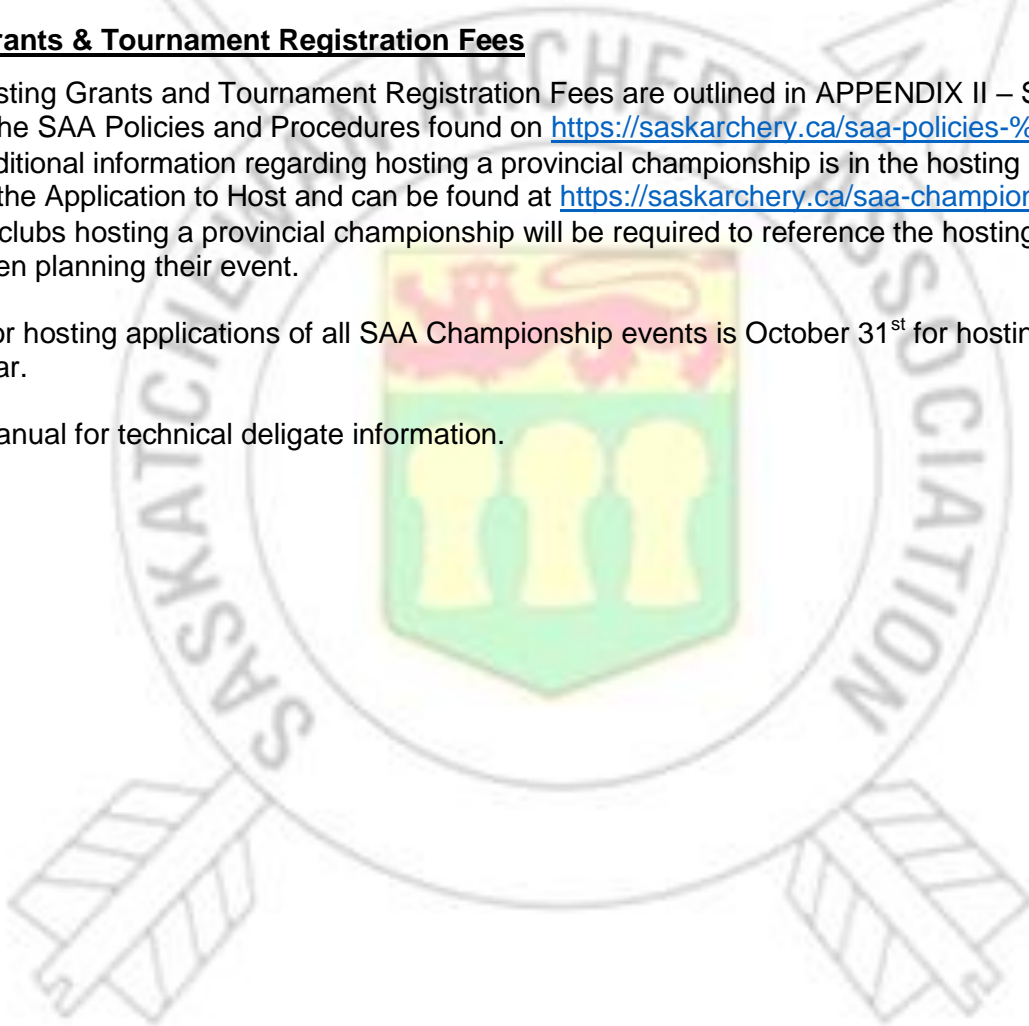 rants & Tournament Registration Fees
sting Grants and Tournament Registration Fees are outlined in APPENDIX II – S
he SAA Policies and Procedures found on https://saskarchery.ca/saa-policies-%
ditional information regarding hosting a provincial championship is in the hosting
the Application to Host and can be found at https://saskarchery.ca/saa-champion
clubs hosting a provincial championship will be required to reference the hosting
en planning their event.
or hosting applications of all SAA Championship events is October 31st for hostin
ar.
anual for technical deligate information.
SASKATCHEWAN ARCHERY ASSOCIATION